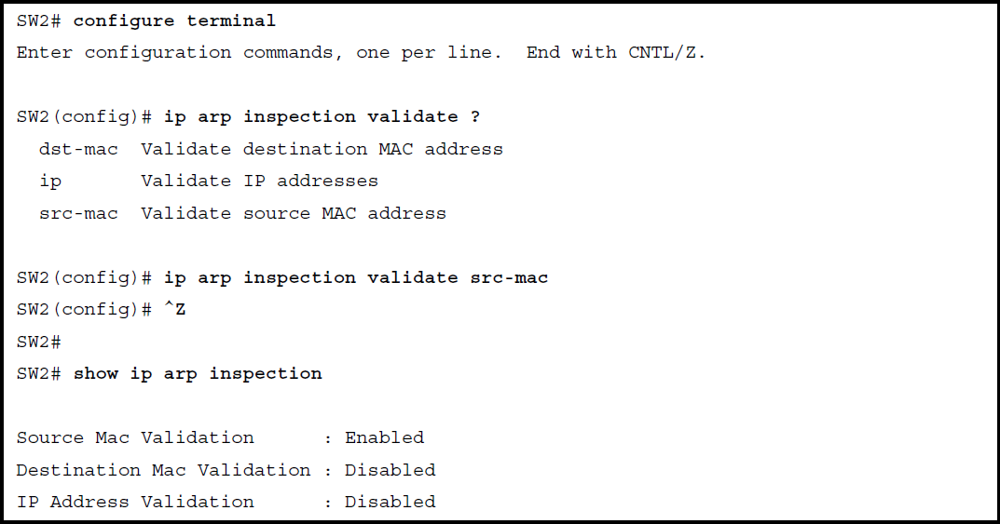 SW2# configure terminal
Enter configuration commands, one per line.  End with CNTL/Z.
SW2(config)# ip arp inspection validate ?
  dst-mac  Validate destination MAC address
  ip       Validate IP addresses
  src-mac  Validate source MAC address
SW2(config)# ip arp inspection validate src-mac
SW2(config)# ^Z
SW2#
SW2# show ip arp inspection
Source Mac Validation      : Enabled
Destination Mac Validation : Disabled
IP Address Validation      : Disabled